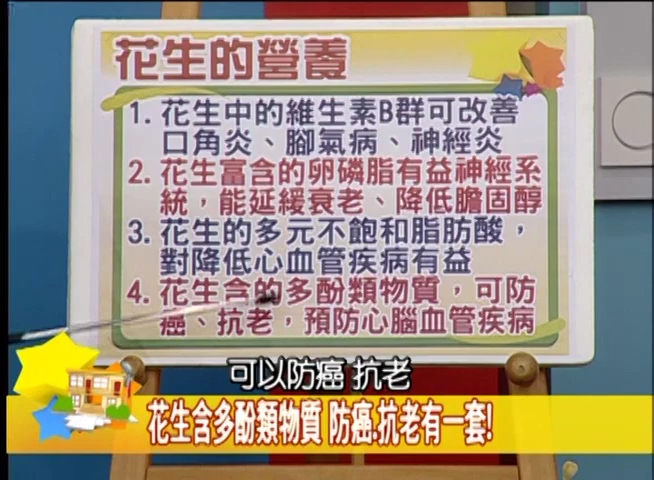 花生的營養
1. 花生中的維生素B群可改善
口角炎、腳氣病、神經炎
2. 花生富含的卵磷脂有益神經系
統，能延緩衰老、降低膽固醇
3. 花生的多元不飽和脂肪酸，
對降低心血管疾病有益
4. 花生含的多酚類物質，可防
癌、抗老，預防心腦血管疾病
可以防癌 抗老
花生含多酚類物質 防癌.抗老有一套!